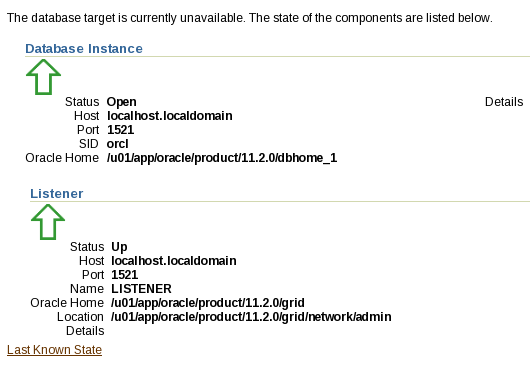 The database target is currently unavailable. The state of the components are listed below.
Database Instance
Status Open Details
Host localhost.localdomain
Port 1521
SID orcl
Oracle Home /u01/app/oracle/product/11.2.0/dbhome_1
Listener
Status Up
Host localhost.localdomain
Port 1521
Name LISTENER
Oracle Home /u01/app/oracle/product/11.2.0/grid
Location /u01/app/oracle/product/11.2.0/grid/network/admin
Details
Last Known State